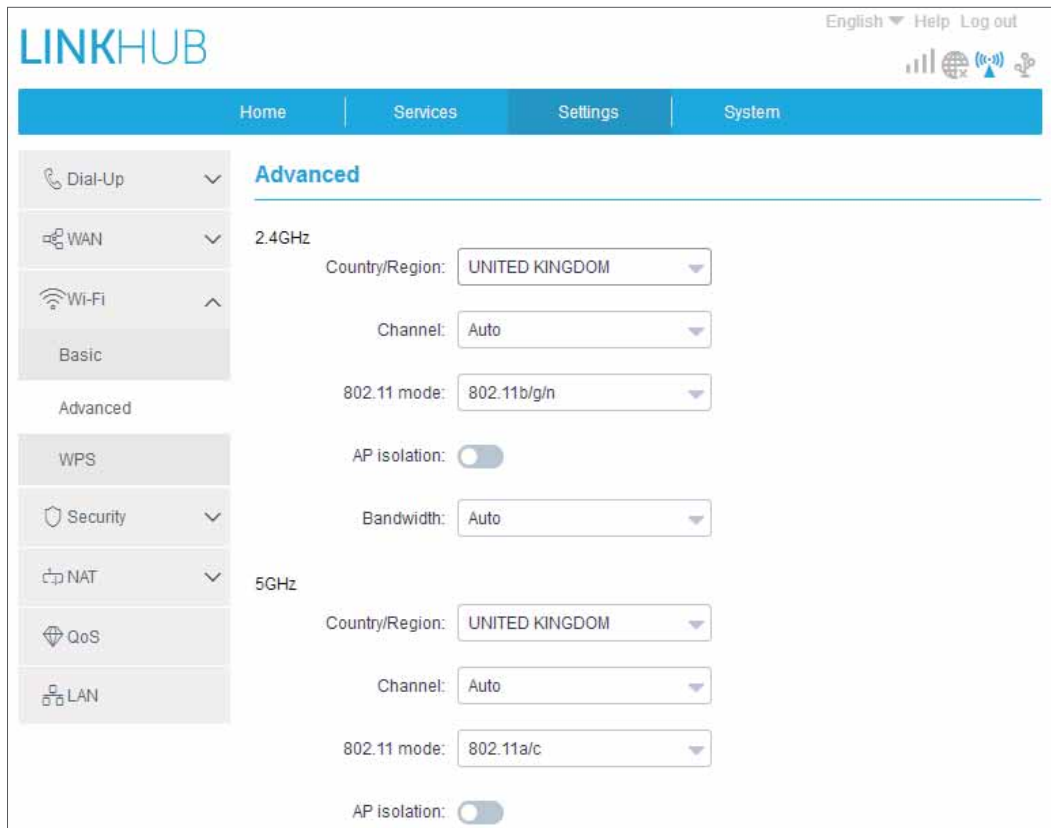 English Help Log out
LINKHUB
Home Services Settings System
Dial-Up
WAN
Wi-Fi
Basic
Advanced
WPS
Security
NAT
QoS
LAN
Advanced
2.4GHz
Country/Region: UNITED KINGDOM
Channel: Auto
802.11 mode: 802.11b/g/n
AP isolation:
Bandwidth: Auto
5GHz
Country/Region: UNITED KINGDOM
Channel: Auto
802.11 mode: 802.11a/c
AP isolation: